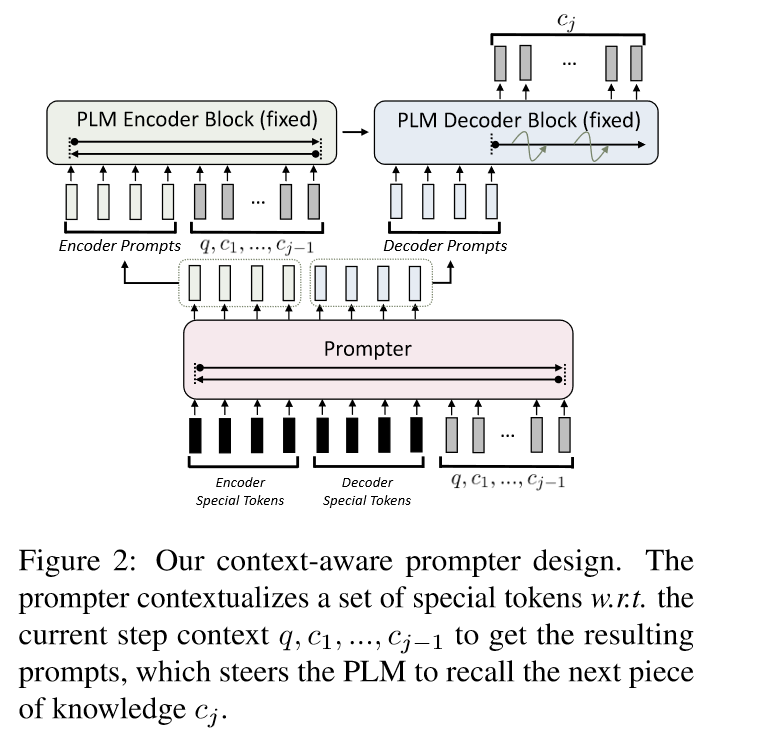 c_j
...
PLM Encoder Block (fixed)
PLM Decoder Block (fixed)
...
Encoder Prompts
q, c_1, ..., c_{j−1}
Decoder Prompts
Prompter
...
Encoder
Special Tokens
Decoder
Special Tokens
q, c_1, ..., c_{j−1}
Figure 2: Our context-aware prompter design. The
prompter contextualizes a set of special tokens w.r.t. the
current step context q, c_1, ..., c_{j−1} to get the resulting
prompts, which steers the PLM to recall the next piece
of knowledge c_j.